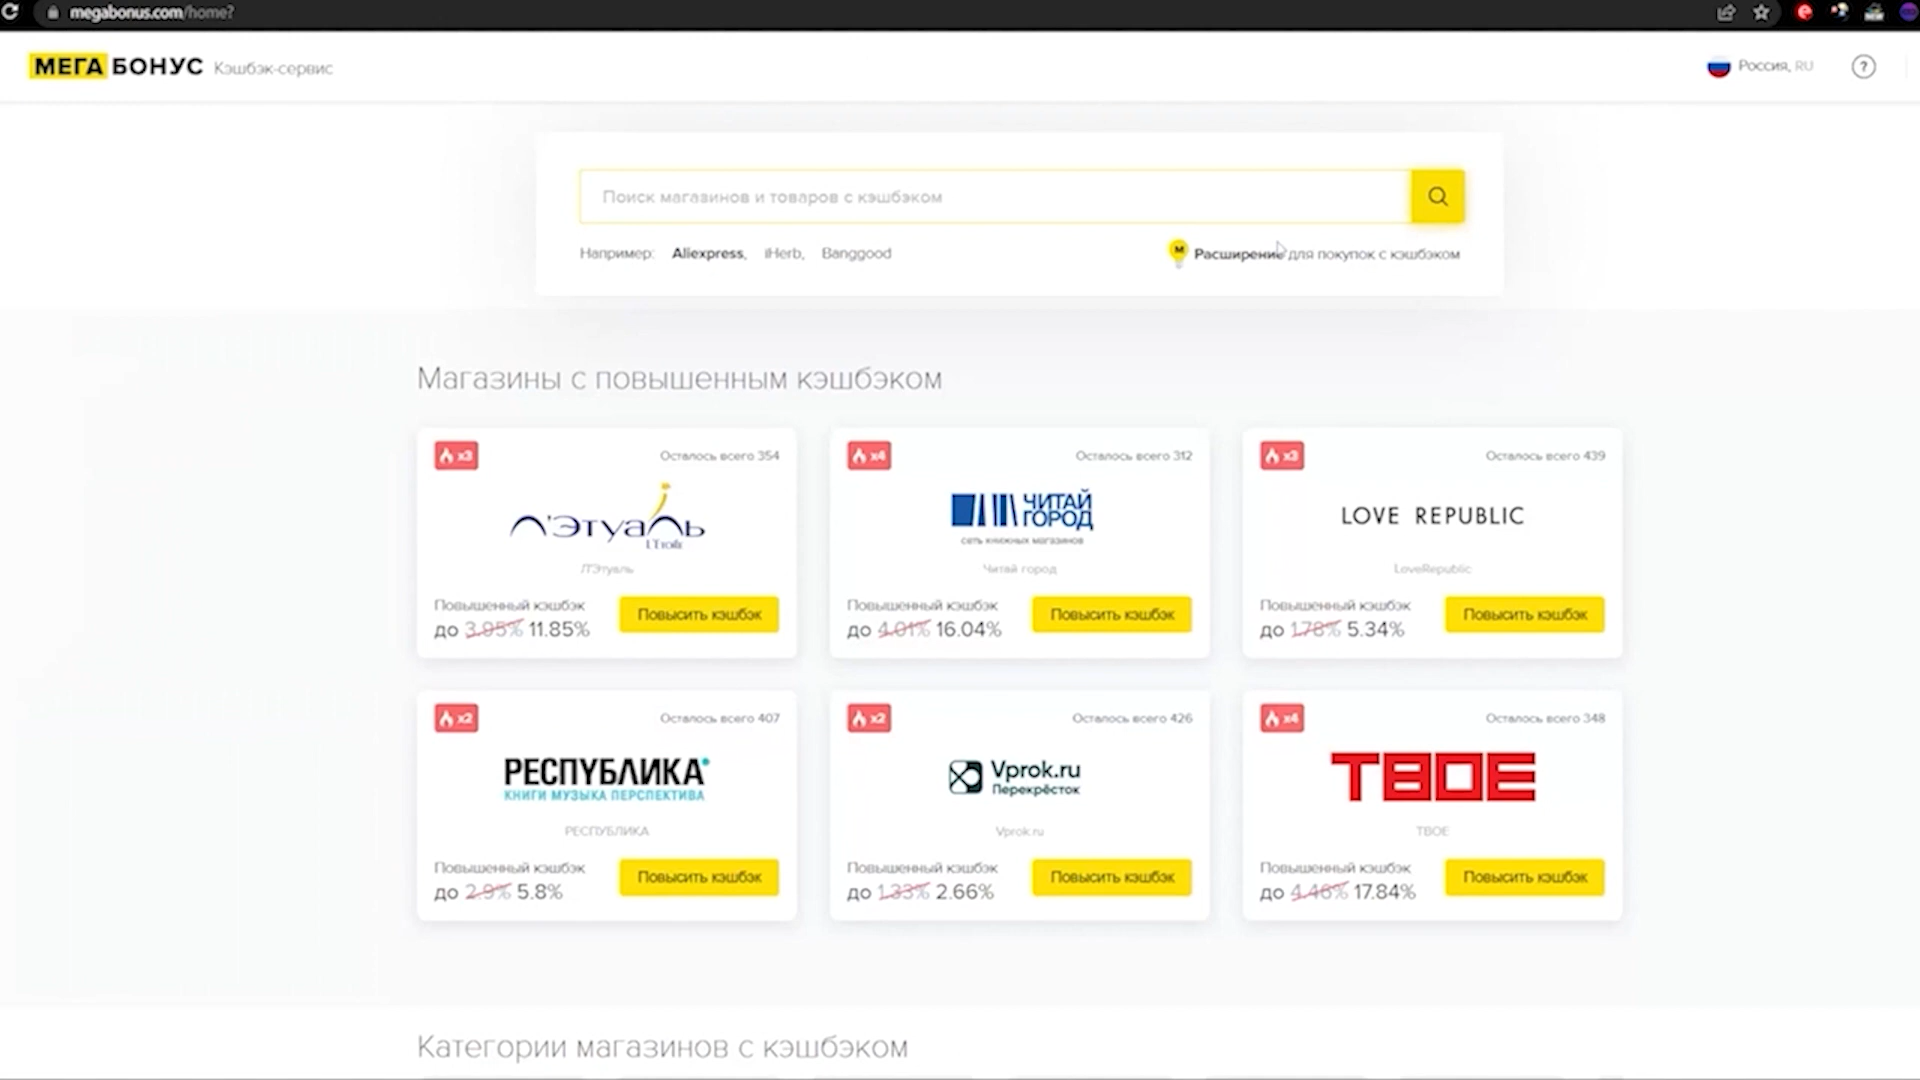 megabonus.com/home?
МЕГА БОНУС Кэшбэк-сервис
Россия, RU
?
Поиск магазинов и товаров с кэшбэком
Например: Aliexpress, iHerb, Banggood
М Расширение для покупок с кэшбэком
Магазины с повышенным кэшбэком
x3 Осталось всего 354
Л'Этуаль
L'Etoile
Л'Этуаль
Повышенный кэшбэк
до 3.95% 11.85%
Повысить кэшбэк
x4 Осталось всего 312
ЧИТАЙ
ГОРОД
сеть книжных магазинов
Читай город
Повышенный кэшбэк
до 4.01% 16.04%
Повысить кэшбэк
x3 Осталось всего 439
LOVE REPUBLIC
LoveRepublic
Повышенный кэшбэк
до 1.78% 5.34%
Повысить кэшбэк
x2 Осталось всего 407
РЕСПУБЛИКА
КНИГИ МУЗЫКА ПЕРСПЕКТИВА
РЕСПУБЛИКА
Повышенный кэшбэк
до 2.9% 5.8%
Повысить кэшбэк
x2 Осталось всего 426
Vprok.ru
Перекрёсток
Vprok.ru
Повышенный кэшбэк
до 1.33% 2.66%
Повысить кэшбэк
x4 Осталось всего 348
ТВОЕ
ТВОЕ
Повышенный кэшбэк
до 4.46% 17.84%
Повысить кэшбэк
Категории магазинов с кэшбэком